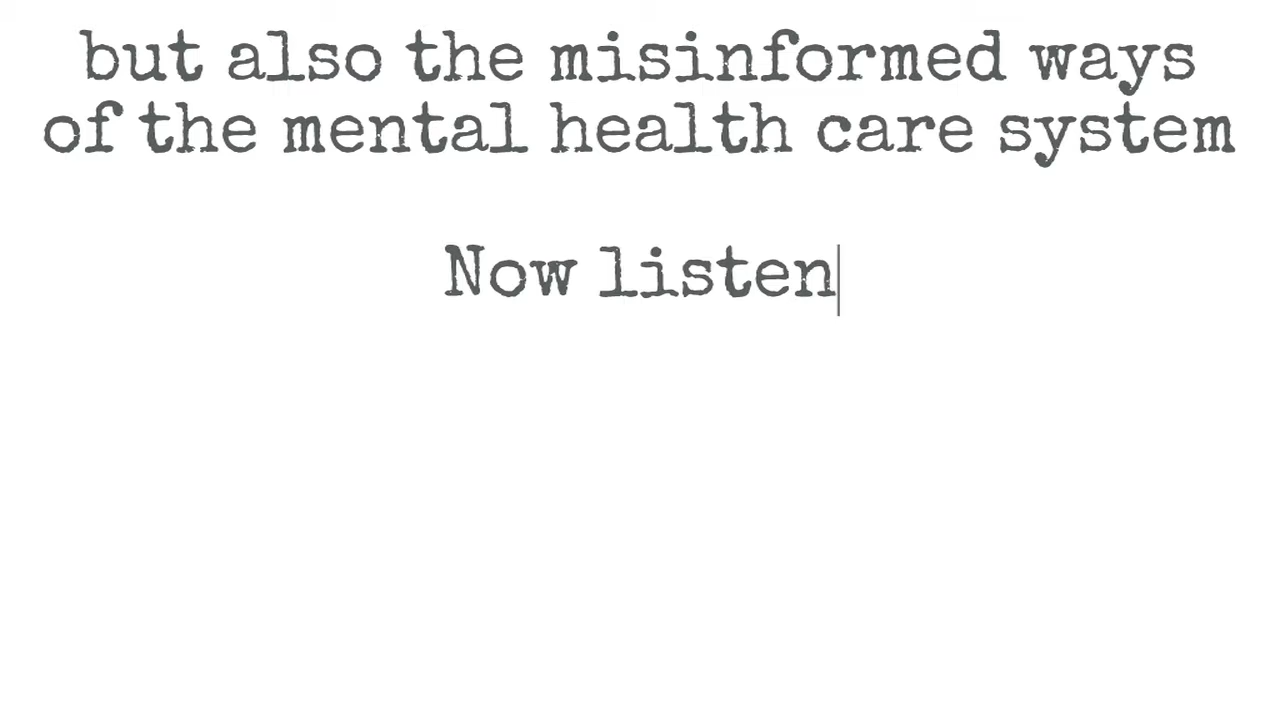 but also the misinformed ways
of the mental health care system
Now listen